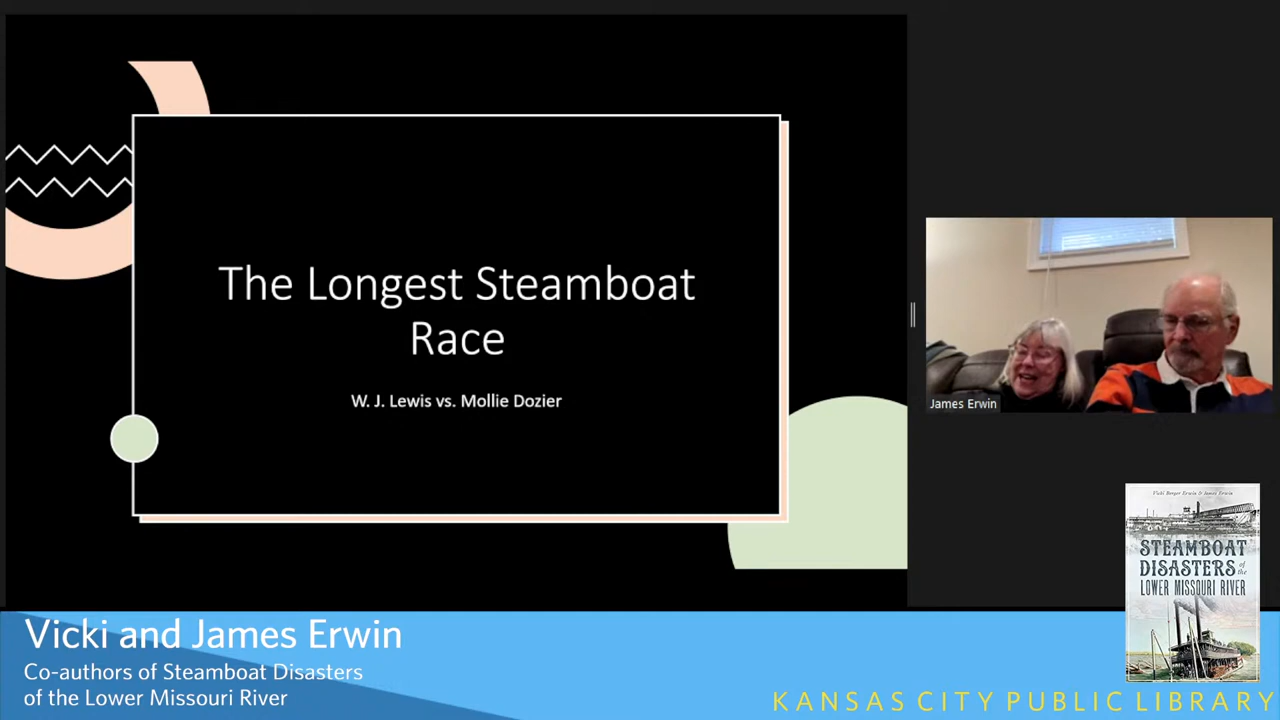 The Longest Steamboat
Race
W. J. Lewis vs. Mollie Dozier
James Erwin
Vicki Berger Erwin & James Erwin
STEAMBOAT
DISASTERS
of the
LOWER MISSOURI RIVER
Vicki and James Erwin
Co-authors of Steamboat Disasters
of the Lower Missouri River
KANSAS CITY PUBLIC LIBRARY